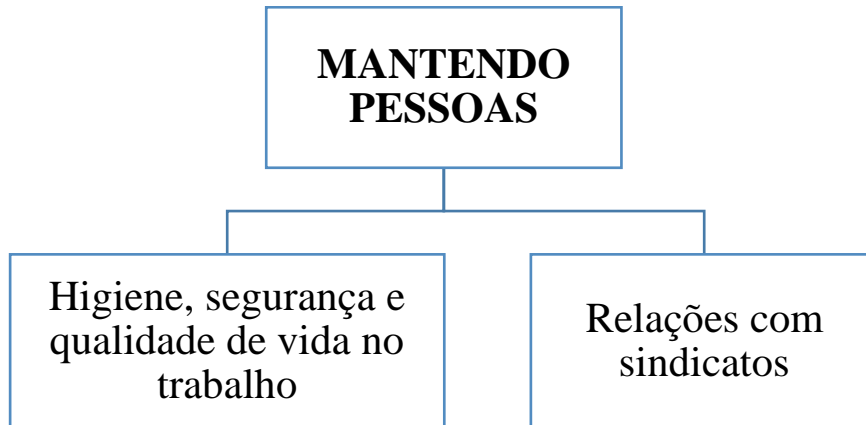 MANTENDO
PESSOAS
Higiene, segurança e
qualidade de vida no
trabalho
Relações com
sindicatos